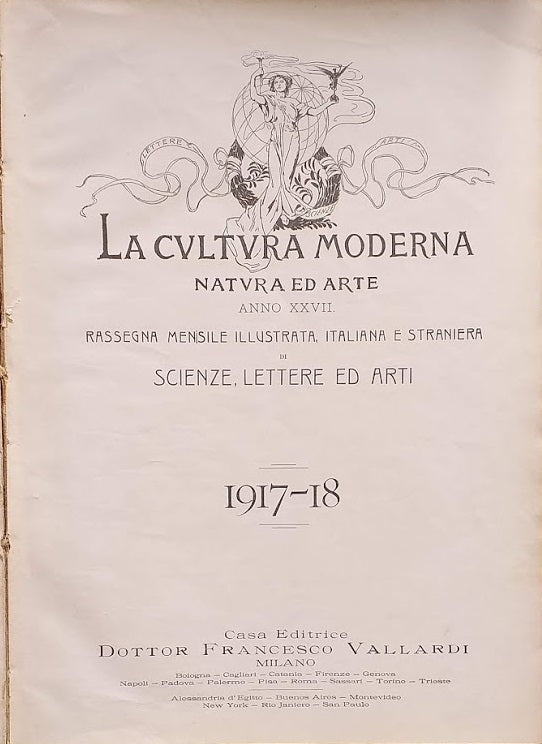 LETTERE
ARTI
SCIENZE
LA CVLTVRA MODERNA
NATVRA ED ARTE
ANNO XXVII.
RASSEGNA MENSILE ILLUSTRATA, ITALIANA E STRANIERA
DI
SCIENZE, LETTERE ED ARTI
1917-18
Casa Editrice
DOTTOR FRANCESCO VALLARDI
MILANO
Bologna — Cagliari — Catania — Firenze — Genova
Napoli — Padova — Palermo — Pisa — Roma — Sassari — Torino — Trieste
Alessandria d'Egitto — Buenos Aires — Montevideo
New York — Rio Janiero — San Paulo